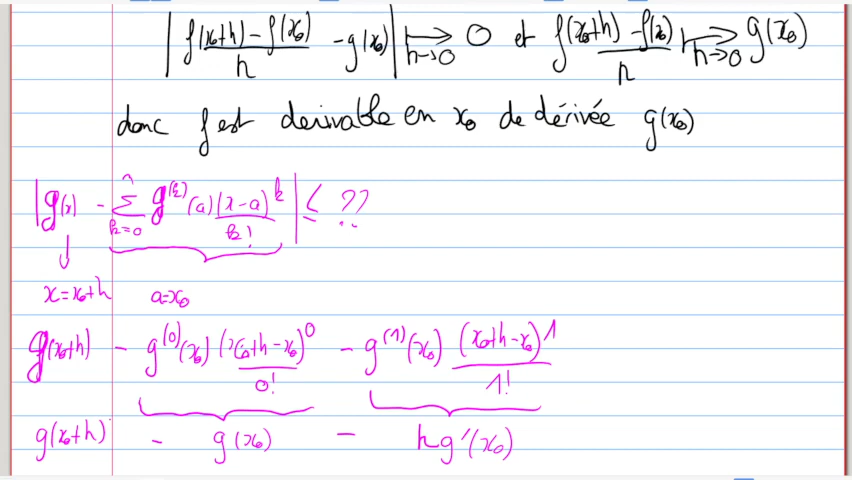 | (f(x₀+h) - f(x₀))/h - g(x₀) | ⟼ 0 h→0 et (f(x₀+h) - f(x₀))/h ⟼ g(x₀) h→0
donc f est derivable en x₀ de dérivée g(x₀)
| g(x) - Σ_{k=0}^{n} g^{(k)}(a) (x-a)^k / k! | ≤ ??
↓
x=x₀+h a=x₀
g(x₀+h) - g^{(0)}(x₀) (x₀+h-x₀)^0 / 0! - g^{(1)}(x₀) (x₀+h-x₀)^1 / 1!
g(x₀+h) - g(x₀) - hg'(x₀)